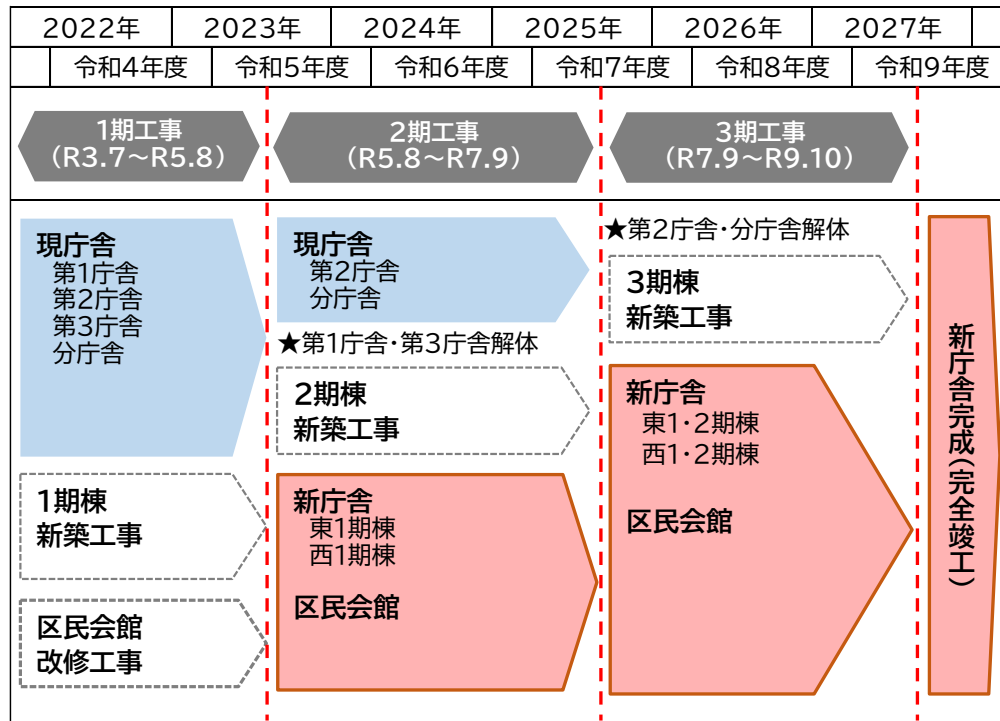 2022年
2023年
2024年
2025年
2026年
2027年
令和4年度
令和5年度
令和6年度
令和7年度
令和8年度
令和9年度
1期工事
(R3.7～R5.8)
2期工事
(R5.8～R7.9)
3期工事
(R7.9～R9.10)
現庁舎
第1庁舎
第2庁舎
第3庁舎
分庁舎
1期棟
新築工事
区民会館
改修工事
現庁舎
第2庁舎
分庁舎
★第1庁舎・第3庁舎解体
2期棟
新築工事
新庁舎
東1期棟
西1期棟
区民会館
★第2庁舎・分庁舎解体
3期棟
新築工事
新庁舎
東1・2期棟
西1・2期棟
区民会館
新庁舎完成(完全竣工)